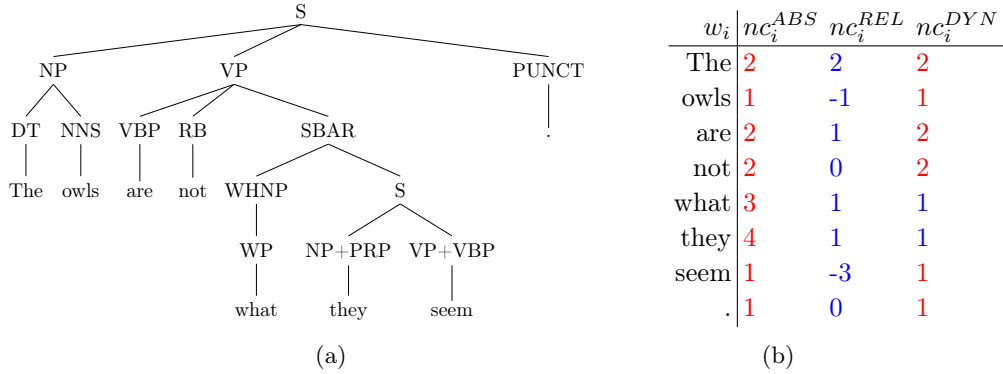 S
NP VP PUNCT
DT NNS VBP RB SBAR .
The owls are not WHNP S
WP NP+PRP VP+VBP
what they seem
(a)
w_i nc_i^{ABS} nc_i^{REL} nc_i^{DYN}
The 2 2 2
owls 1 -1 1
are 2 1 2
not 2 0 2
what 3 1 1
they 4 1 1
seem 1 -3 1
. 1 0 1
(b)